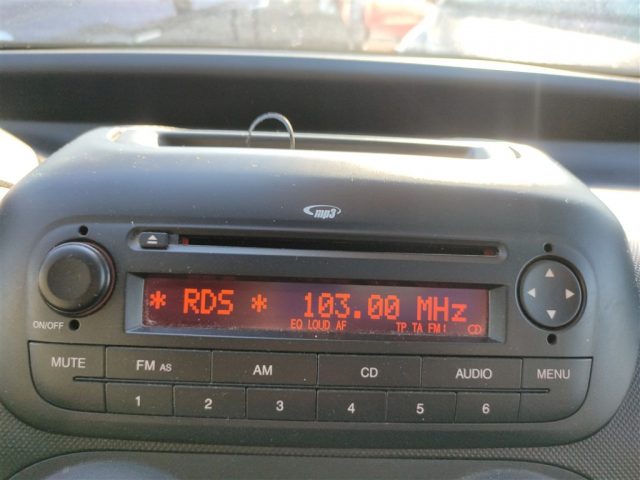 mp3
* RDS * 103.00 MHz
EQ LOUD AF TP TA FM1 CD
ON/OFF
MUTE FM AS AM CD AUDIO MENU
1 2 3 4 5 6